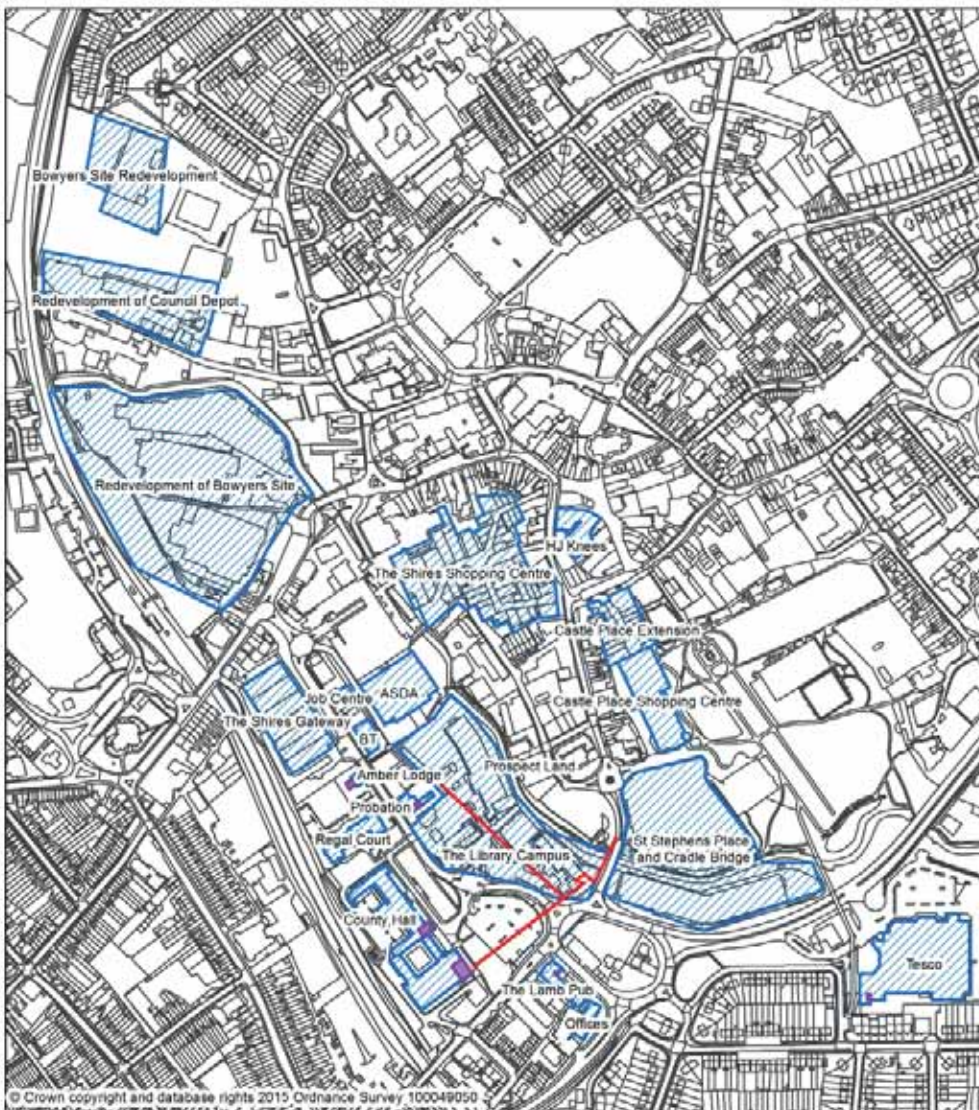 Bowyers Site Redevelopment
Redevelopment of Council Depot
Redevelopment of Bowyers Site
HJ Knees
The Shires Shopping Centre
Castle Place Extension
Job Centre
ASDA
Castle Place Shopping Centre
The Shires Gateway
BT
Prospect Land
Amber Lodge
Probation
Regal Court
St Stephens Place
and Cradle Bridge
The Library Campus
County Hall
Tesco
The Lamb Pub
Offices
© Crown copyright and database rights 2015 Ordnance Survey 100049050